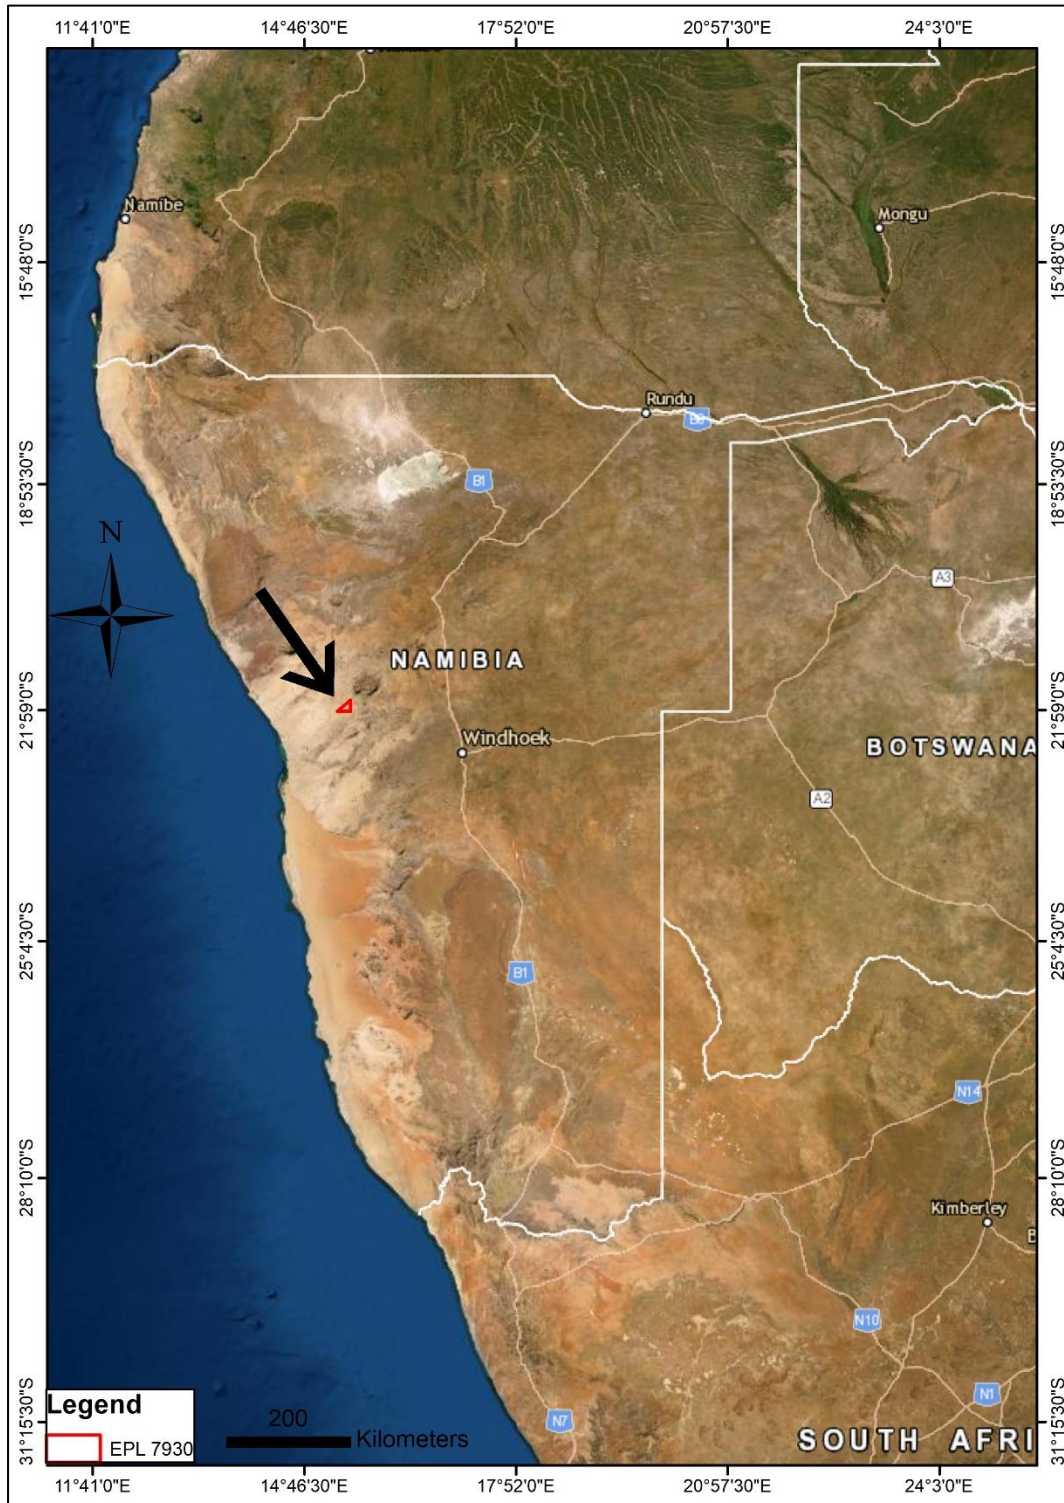 11°41'0"E 14°46'30"E 17°52'0"E 20°57'30"E 24°3'0"E
Namibe
Mongu
15°48'0"S 15°48'0"S
Rundu
B8
B1
18°53'30"S 18°53'30"S
N
A3
NAMIBIA
21°59'0"S 21°59'0"S
Windhoek
BOTSWANA
A2
25°4'30"S 25°4'30"S
B1
N14
28°10'0"S 28°10'0"S
Kimberley
B
N10
N1
Legend
EPL 7930
200
Kilometers
N7
SOUTH AFRI
31°15'30"S 31°15'30"S
11°41'0"E 14°46'30"E 17°52'0"E 20°57'30"E 24°3'0"E